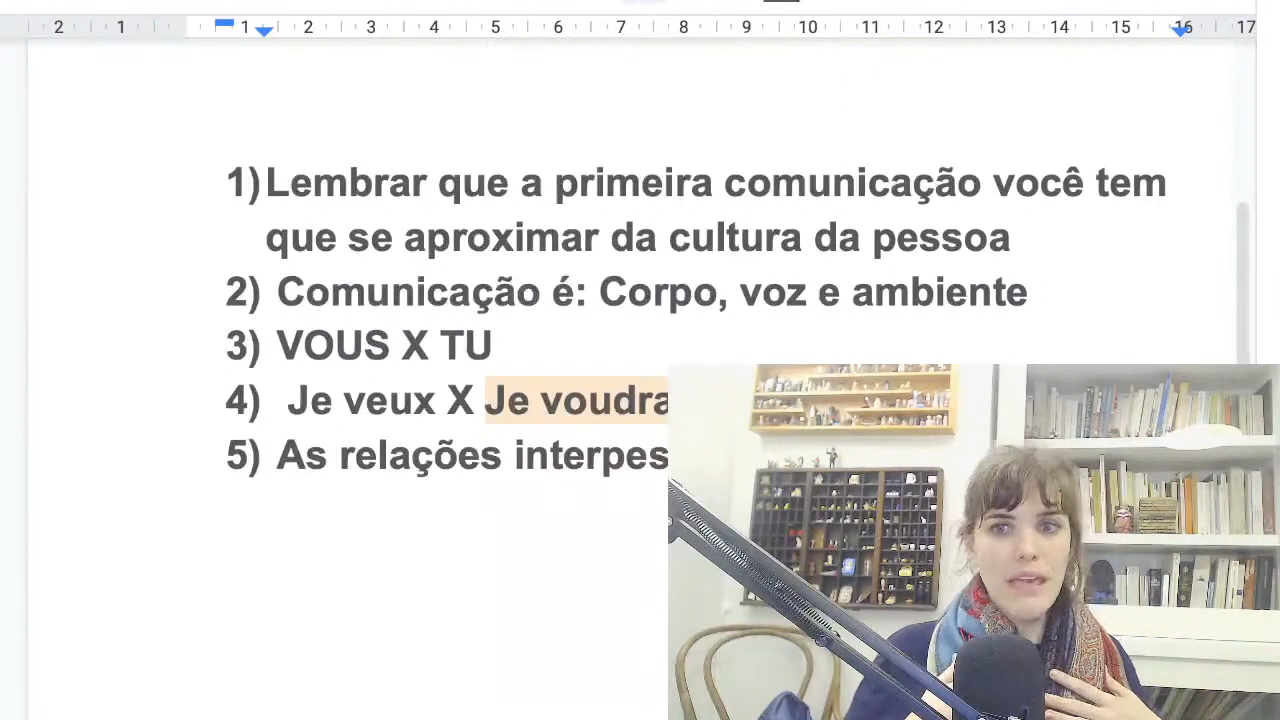 2 1 1 2 3 4 5 6 7 8 9 10 11 12 13 14 15 16 17
1) Lembrar que a primeira comunicação você tem
que se aproximar da cultura da pessoa
2) Comunicação é: Corpo, voz e ambiente
3) VOUS X TU
4) Je veux X Je voudra
5) As relações interpes